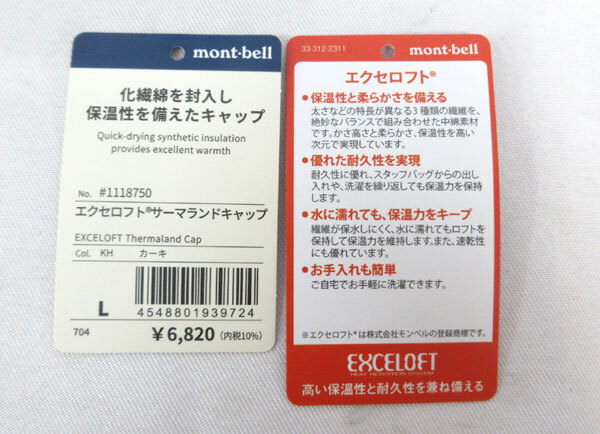 mont-bell
化繊綿を封入し
保温性を備えたキャップ
Quick-drying synthetic insulation
provides excellent warmth
No. #1118750
エクセロフト®サーマランドキャップ
EXCELOFT Thermaland Cap
Col. KH カーキ
L
4548801939724
704
¥6,820 (内税10%)
33-312-2311
mont-bell
エクセロフト®
●保温性と柔らかさを備える
太さなどの特長が異なる3種類の繊維を、
絶妙なバランスで組み合わせた中綿素材
です。かさ高さと柔らかさ、保温性を高い
次元で実現しています。
●優れた耐久性を実現
耐久性に優れ、スタッフバッグからの出し
入れや、洗濯を繰り返しても保温力を保持
します。
●水に濡れても、保温力をキープ
繊維が保水しにくく、水に濡れてもロフトを
保持して保温力を維持します。また、速乾性
にも優れています。
●お手入れも簡単
ご自宅でお手軽に洗濯できます。
※エクセロフト®は株式会社モンベルの登録商標です。
EXCELOFT
HEAT RETENTION SYSTEM
高い保温性と耐久性を兼ね備える